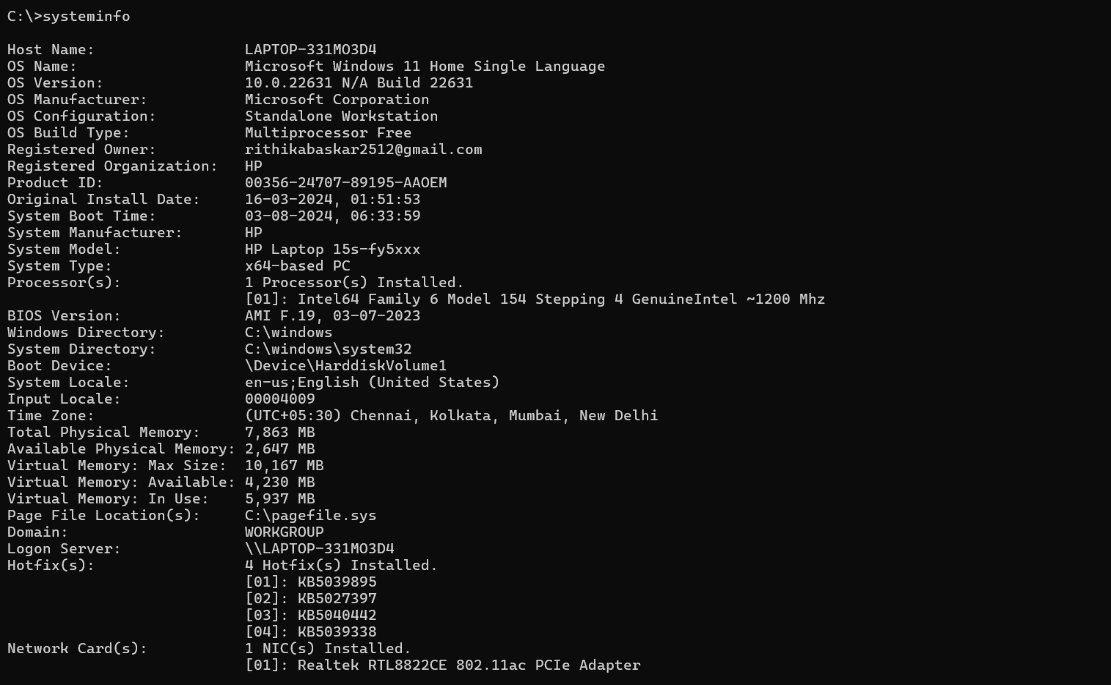 C:\>systeminfo
Host Name: LAPTOP-331MO3D4
OS Name: Microsoft Windows 11 Home Single Language
OS Version: 10.0.22631 N/A Build 22631
OS Manufacturer: Microsoft Corporation
OS Configuration: Standalone Workstation
OS Build Type: Multiprocessor Free
Registered Owner: rithikabaskar2512@gmail.com
Registered Organization: HP
Product ID: 00356-24707-89195-AAOEM
Original Install Date: 16-03-2024, 01:51:53
System Boot Time: 03-08-2024, 06:33:59
System Manufacturer: HP
System Model: HP Laptop 15s-fy5xxx
System Type: x64-based PC
Processor(s): 1 Processor(s) Installed.
[01]: Intel64 Family 6 Model 154 Stepping 4 GenuineIntel ~1200 Mhz
BIOS Version: AMI F.19, 03-07-2023
Windows Directory: C:\windows
System Directory: C:\windows\system32
Boot Device: \Device\HarddiskVolume1
System Locale: en-us;English (United States)
Input Locale: 00004009
Time Zone: (UTC+05:30) Chennai, Kolkata, Mumbai, New Delhi
Total Physical Memory: 7,863 MB
Available Physical Memory: 2,647 MB
Virtual Memory: Max Size: 10,167 MB
Virtual Memory: Available: 4,230 MB
Virtual Memory: In Use: 5,937 MB
Page File Location(s): C:\pagefile.sys
Domain: WORKGROUP
Logon Server: \\LAPTOP-331MO3D4
Hotfix(s): 4 Hotfix(s) Installed.
[01]: KB5039895
[02]: KB5027397
[03]: KB5040442
[04]: KB5039338
Network Card(s): 1 NIC(s) Installed.
[01]: Realtek RTL8822CE 802.11ac PCIe Adapter